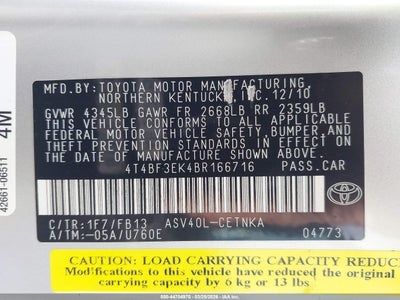 MFD.BY: TOYOTA MOTOR MANUFACTURING,
NORTHERN KENTUCKY, INC. 12/10
GVWR 4345LB GAWR FR 2668LB RR 2359LB
THIS VEHICLE CONFORMS TO ALL APPLICABLE
FEDERAL MOTOR VEHICLE SAFETY, BUMPER, AND
THEFT PREVENTION STANDARDS IN EFFECT ON
THE DATE OF MANUFACTURE SHOWN ABOVE.
4T4BF3EK4BR166716 PASS.CAR
C/TR:1F7/FB13 ASV40L-CETNKA
A/TM:-05A/U760E 04773
TOYOTA
42661-06511 4M
CAUTION: LOAD CARRYING CAPACITY REDUCED
Modifications to this vehicle have reduced the original
carrying capacity by 6 kg or 13 lbs